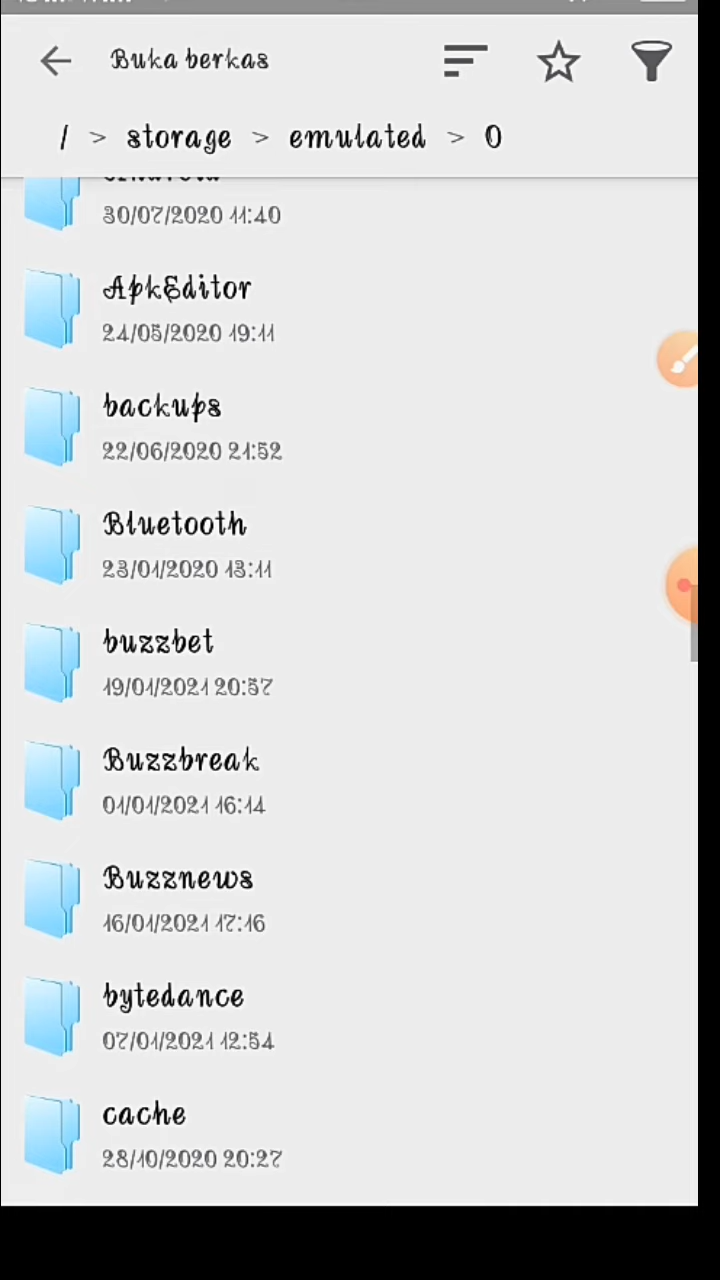 Buka berkas
/ > storage > emulated > 0
30/07/2020 11:40
ApkEditor
24/05/2020 19:11
backups
22/06/2020 21:52
Bluetooth
23/01/2020 13:11
buzzbet
19/01/2021 20:57
Buzzbreak
01/01/2021 16:14
Buzznews
16/01/2021 17:16
bytedance
07/01/2021 12:54
cache
28/10/2020 20:27